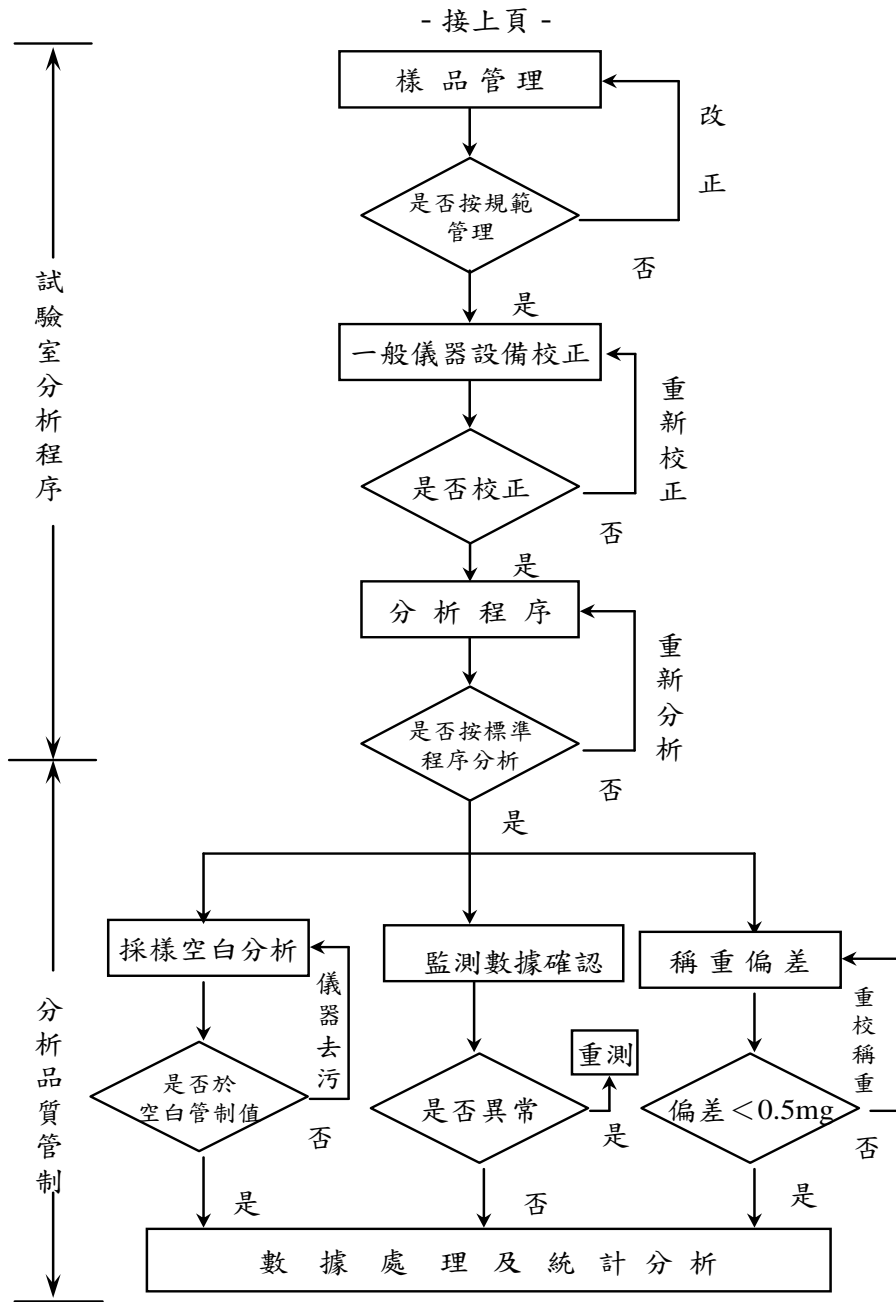 - 接上頁 -
樣品管理
改正
是否按規範
管理
否
是
試驗室分析程序
一般儀器設備校正
重新校正
是否校正
否
是
分析程序
重新分析
是否按標準
程序分析
否
是
分析品質管制
採樣空白分析
儀器去污
是否於
空白管制值
否
是
監測數據確認
重測
是否異常
是
否
稱重偏差
重校稱重
偏差＜0.5mg
否
是
數據處理及統計分析